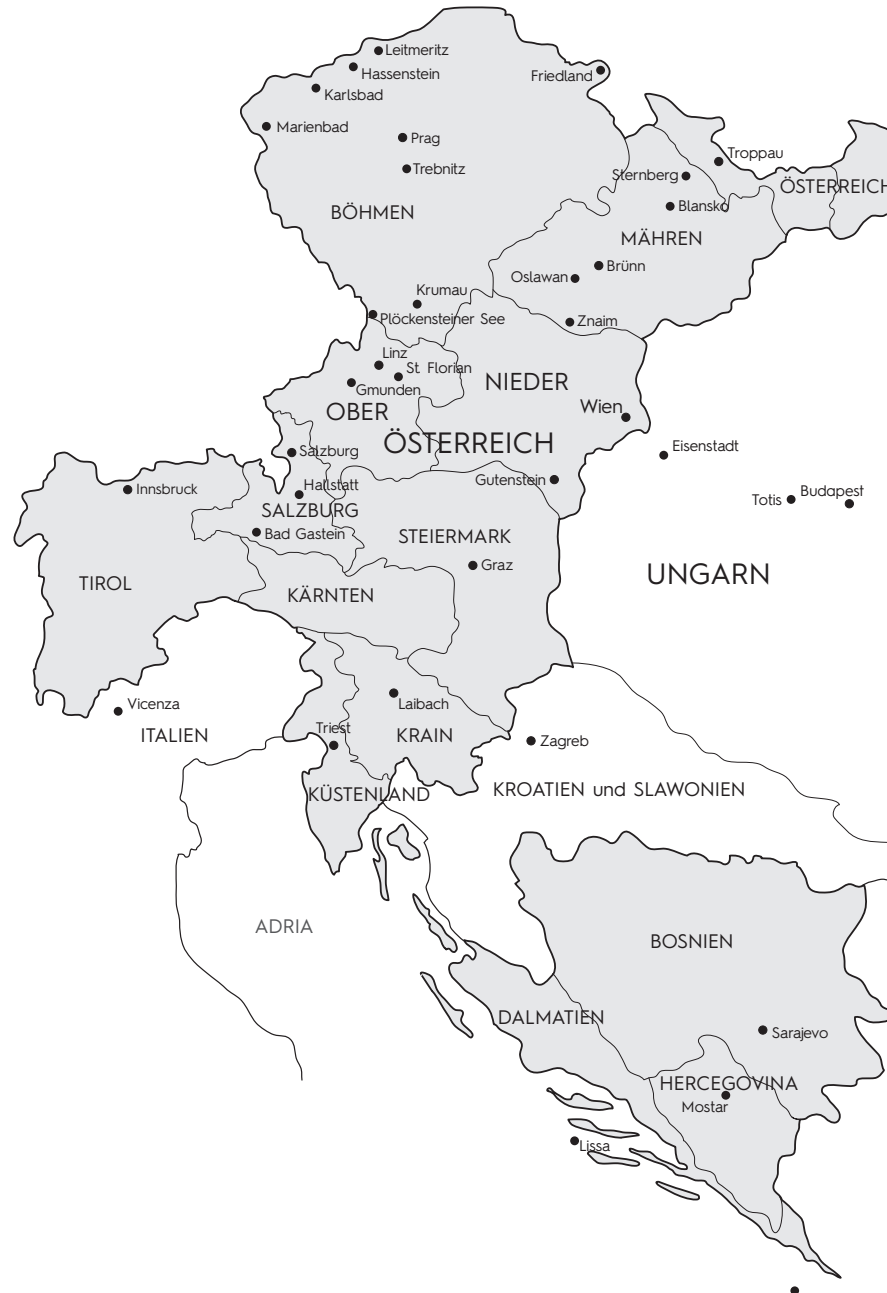 Leitmeritz
Hassenstein
Friedland
Karlsbad
Marienbad
Prag
Troppau
Trebnitz
Sternberg
ÖSTERREICH
Blansko
BÖHMEN
MÄHREN
Brünn
Oslawan
Krumau
Plöckensteiner See
Znaim
Linz
St. Florian
NIEDER
Gmunden
Wien
OBER
ÖSTERREICH
Eisenstadt
Salzburg
Gutenstein
Hallstatt
Innsbruck
Totis
Budapest
SALZBURG
Bad Gastein
STEIERMARK
Graz
UNGARN
TIROL
KÄRNTEN
Vicenza
Laibach
Triest
ITALIEN
KRAIN
Zagreb
KÜSTENLAND
KROATIEN und SLAWONIEN
ADRIA
BOSNIEN
DALMATIEN
Sarajevo
HERCEGOVINA
Mostar
Lissa